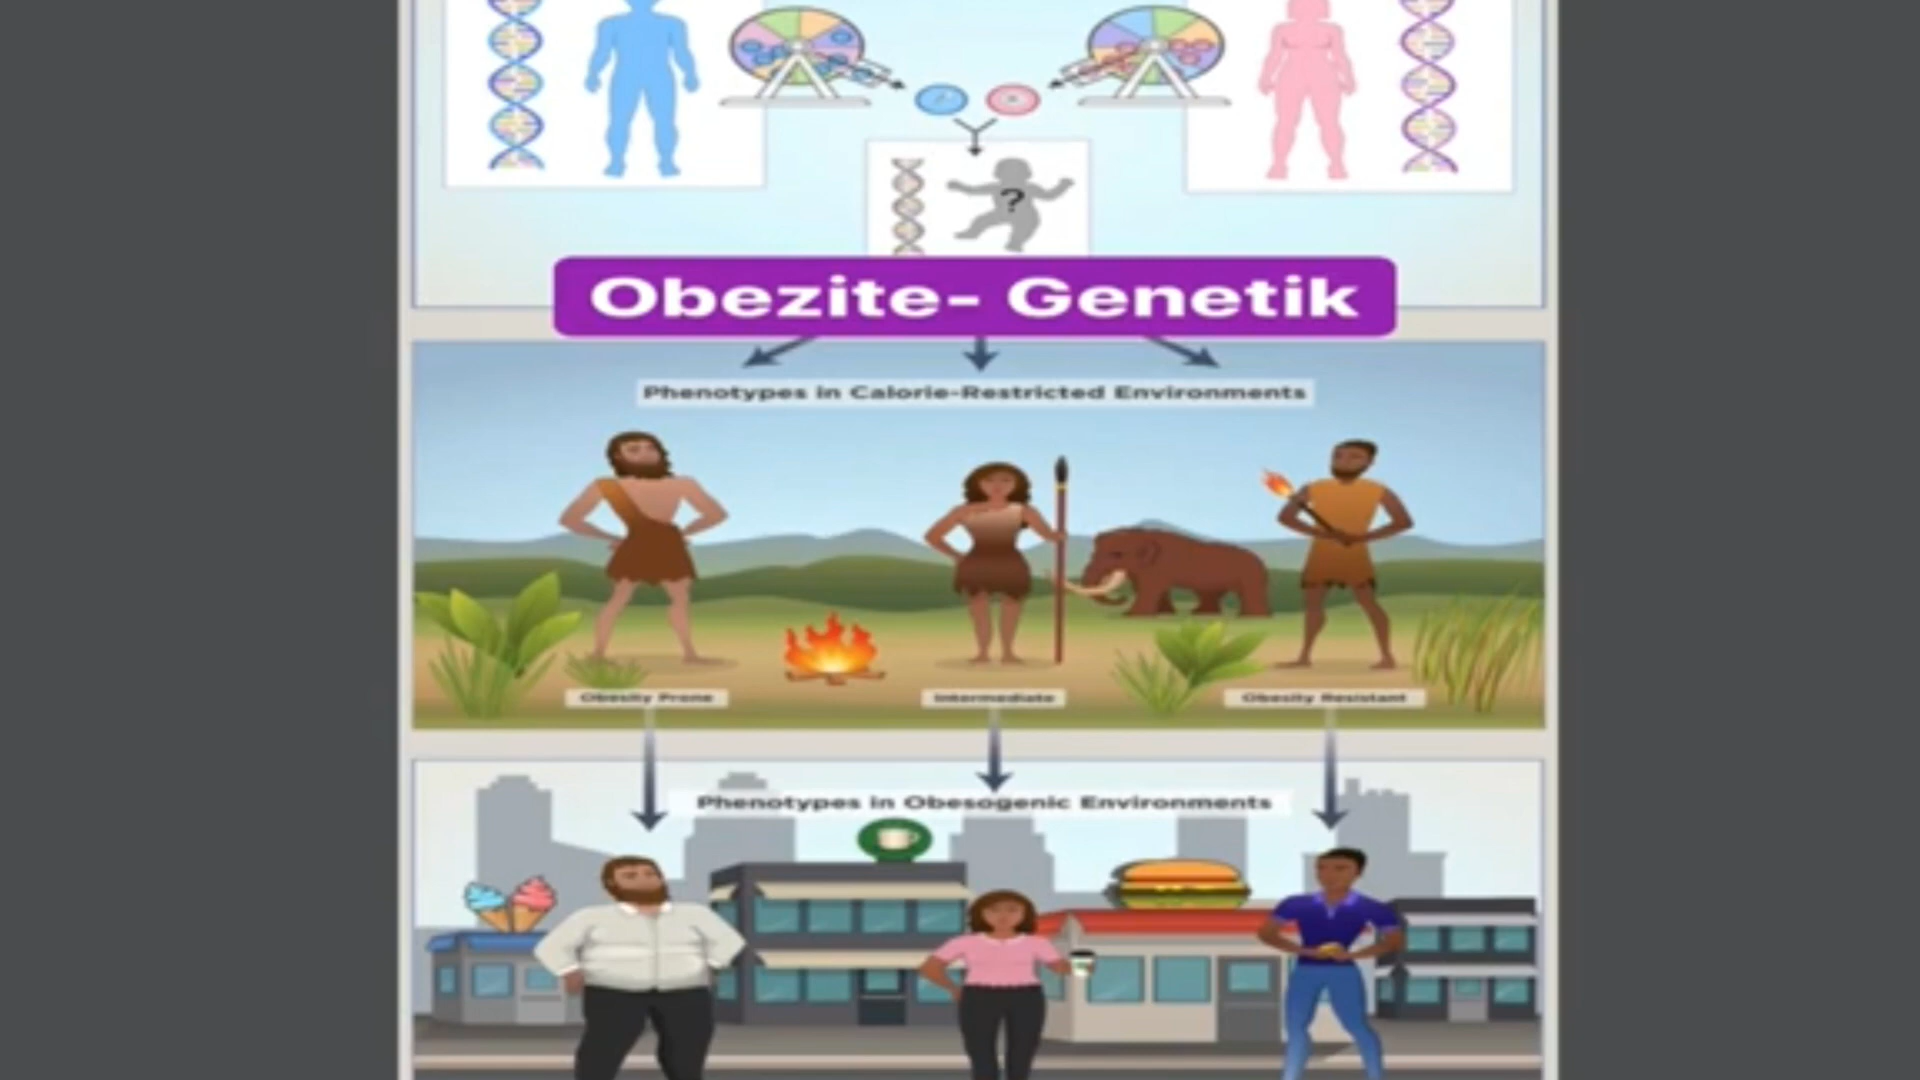 ?
Obezite- Genetik
Phenotypes in Calorie-Restricted Environments
Obesity Prone
Intermediate
Obesity Resistant
Phenotypes in Obesogenic Environments